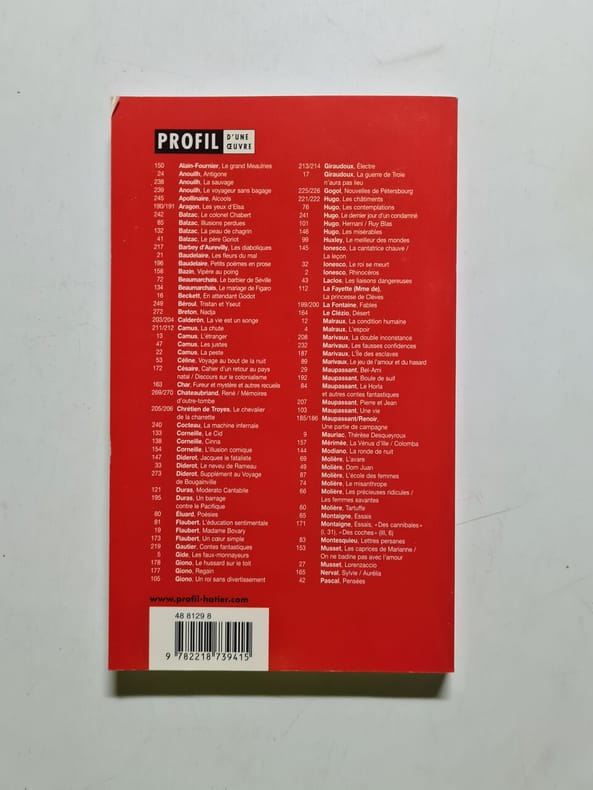 PROFIL D'UNE
ŒUVRE
150 Alain-Fournier, Le grand Meaulnes
24 Anouilh, Antigone
238 Anouilh, La sauvage
239 Anouilh, Le voyageur sans bagage
245 Apollinaire, Alcools
190/191 Aragon, Les yeux d'Elsa
242 Balzac, Le colonel Chabert
85 Balzac, Illusions perdues
132 Balzac, La peau de chagrin
41 Balzac, Le père Goriot
217 Barbey d'Aurevilly, Les diaboliques
21 Baudelaire, Les fleurs du mal
196 Baudelaire, Petits poèmes en prose
158 Bazin, Vipère au poing
72 Beaumarchais, Le barbier de Séville
134 Beaumarchais, Le mariage de Figaro
16 Beckett, En attendant Godot
249 Béroul, Tristan et Yseut
272 Breton, Nadja
203/204 Calderón, La vie est un songe
211/212 Camus, La chute
13 Camus, L'étranger
47 Camus, Les justes
22 Camus, La peste
53 Céline, Voyage au bout de la nuit
172 Césaire, Cahier d'un retour au pays
natal / Discours sur le colonialisme
163 Char, Fureur et mystère et autres recueils
269/270 Chateaubriand, René / Mémoires
d'outre-tombe
205/206 Chrétien de Troyes, Le chevalier
de la charrette
240 Cocteau, La machine infernale
133 Corneille, Le Cid
138 Corneille, Cinna
154 Corneille, L'illusion comique
147 Diderot, Jacques le fataliste
33 Diderot, Le neveu de Rameau
273 Diderot, Supplément au Voyage
de Bougainville
121 Duras, Moderato Cantabile
195 Duras, Un barrage
contre le Pacifique
80 Éluard, Poésies
81 Flaubert, L'éducation sentimentale
19 Flaubert, Madame Bovary
173 Flaubert, Un cœur simple
219 Gautier, Contes fantastiques
5 Gide, Les faux-monnayeurs
178 Giono, Le hussard sur le toit
177 Giono, Regain
105 Giono, Un roi sans divertissement
213/214 Giraudoux, Électre
17 Giraudoux, La guerre de Troie
n'aura pas lieu
225/226 Gogol, Nouvelles de Pétersbourg
221/222 Hugo, Les châtiments
76 Hugo, Les contemplations
241 Hugo, Le dernier jour d'un condamné
101 Hugo, Hernani / Ruy Blas
146 Hugo, Les misérables
99 Huxley, Le meilleur des mondes
145 Ionesco, La cantatrice chauve /
La leçon
32 Ionesco, Le roi se meurt
2 Ionesco, Rhinocéros
43 Laclos, Les liaisons dangereuses
112 La Fayette (Mme de),
La princesse de Clèves
199/200 La Fontaine, Fables
164 Le Clézio, Désert
12 Malraux, La condition humaine
4 Malraux, L'espoir
208 Marivaux, La double inconstance
232 Marivaux, Les fausses confidences
187 Marivaux, L'Île des esclaves
89 Marivaux, Le jeu de l'amour et du hasard
29 Maupassant, Bel-Ami
192 Maupassant, Boule de suif
84 Maupassant, Le Horla
et autres contes fantastiques
207 Maupassant, Pierre et Jean
103 Maupassant, Une vie
185/186 Maupassant/Renoir,
Une partie de campagne
9 Mauriac, Thérèse Desqueyroux
157 Mérimée, La Vénus d'Ille / Colomba
144 Modiano, La ronde de nuit
69 Molière, L'avare
49 Molière, Dom Juan
87 Molière, L'école des femmes
74 Molière, Le misanthrope
66 Molière, Les précieuses ridicules /
Les femmes savantes
60 Molière, Tartuffe
65 Montaigne, Essais
171 Montaigne, Essais, « Des cannibales »
(I, 31), « Des coches » (III, 6)
83 Montesquieu, Lettres persanes
153 Musset, Les caprices de Marianne /
On ne badine pas avec l'amour
27 Musset, Lorenzaccio
165 Nerval, Sylvie / Aurélia
42 Pascal, Pensées
www.profil-hatier.com
48 8129 8
9 782218 739415